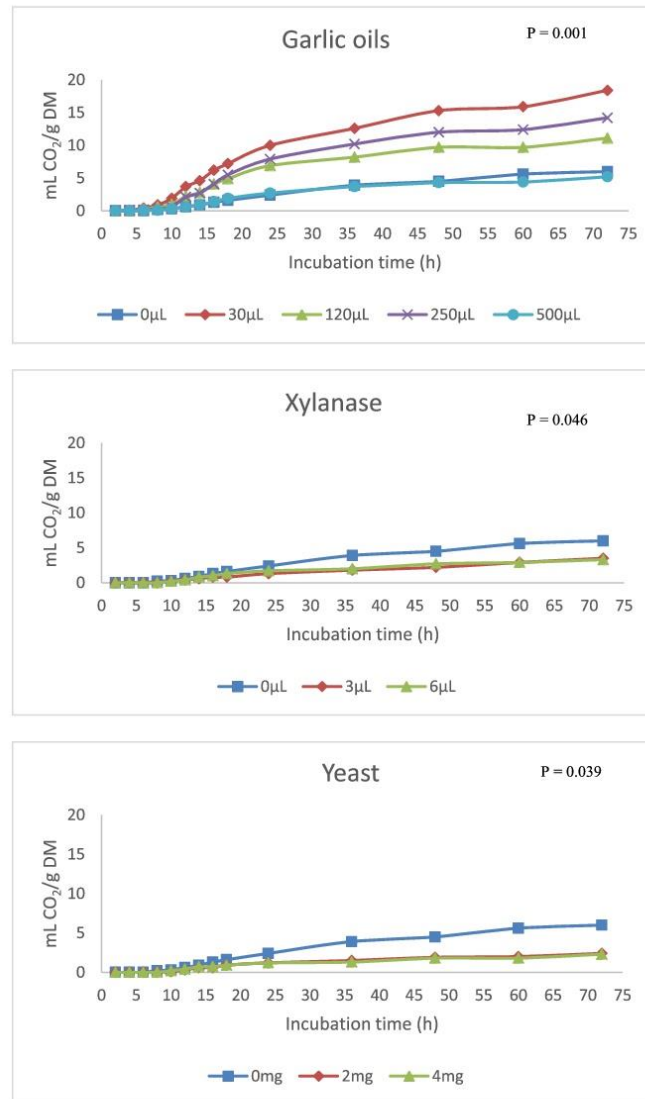 Garlic oils
P = 0.001
mL CO₂/g DM
20
15
10
5
0
0 5 10 15 20 25 30 35 40 45 50 55 60 65 70 75
Incubation time (h)
0µL 30µL 120µL 250µL 500µL
Xylanase
P = 0.046
mL CO₂/g DM
20
15
10
5
0
0 5 10 15 20 25 30 35 40 45 50 55 60 65 70 75
Incubation time (h)
0µL 3µL 6µL
Yeast
P = 0.039
mL CO₂/g DM
20
15
10
5
0
0 5 10 15 20 25 30 35 40 45 50 55 60 65 70 75
Incubation time (h)
0mg 2mg 4mg